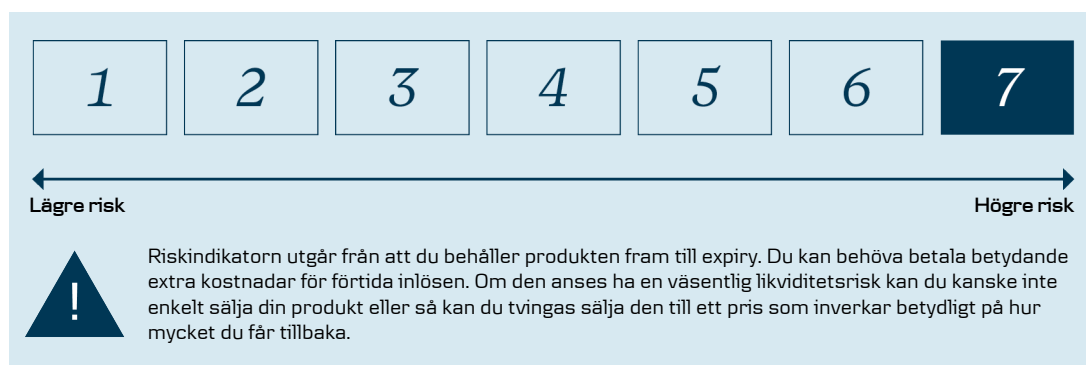 1 2 3 4 5 6 7
Lägre risk Högre risk
Riskindikatorn utgår från att du behåller produkten fram till expiry. Du kan behöva betala betydande
extra kostnadar för förtida inlösen. Om den anses ha en väsentlig likviditetsrisk kan du kanske inte
enkelt sälja din produkt eller så kan du tvingas sälja den till ett pris som inverkar betydligt på hur
mycket du får tillbaka.
!